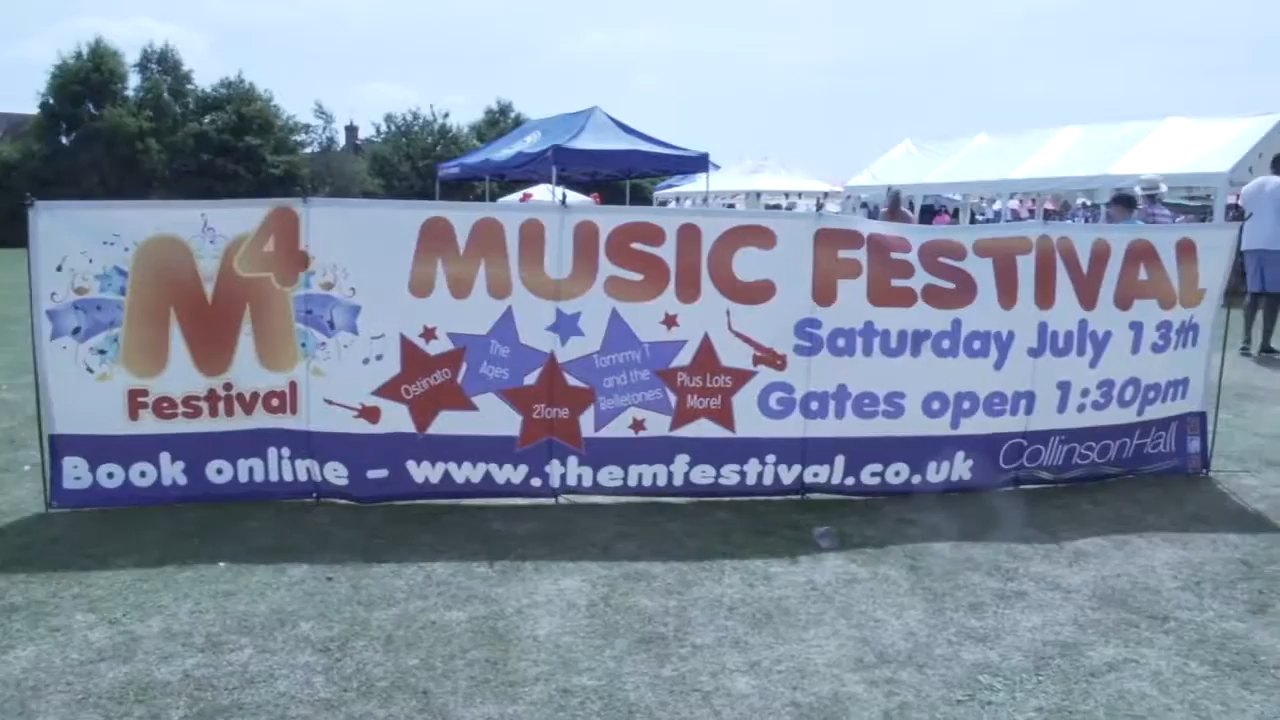 M4
Festival
MUSIC FESTIVAL
Ostinato
The
Ages
2Tone
Tommy T
and the
Belletones
Plus Lots
More!
Saturday July 13th
Gates open 1:30pm
Book online - www.themfestival.co.uk
CollinsonHall